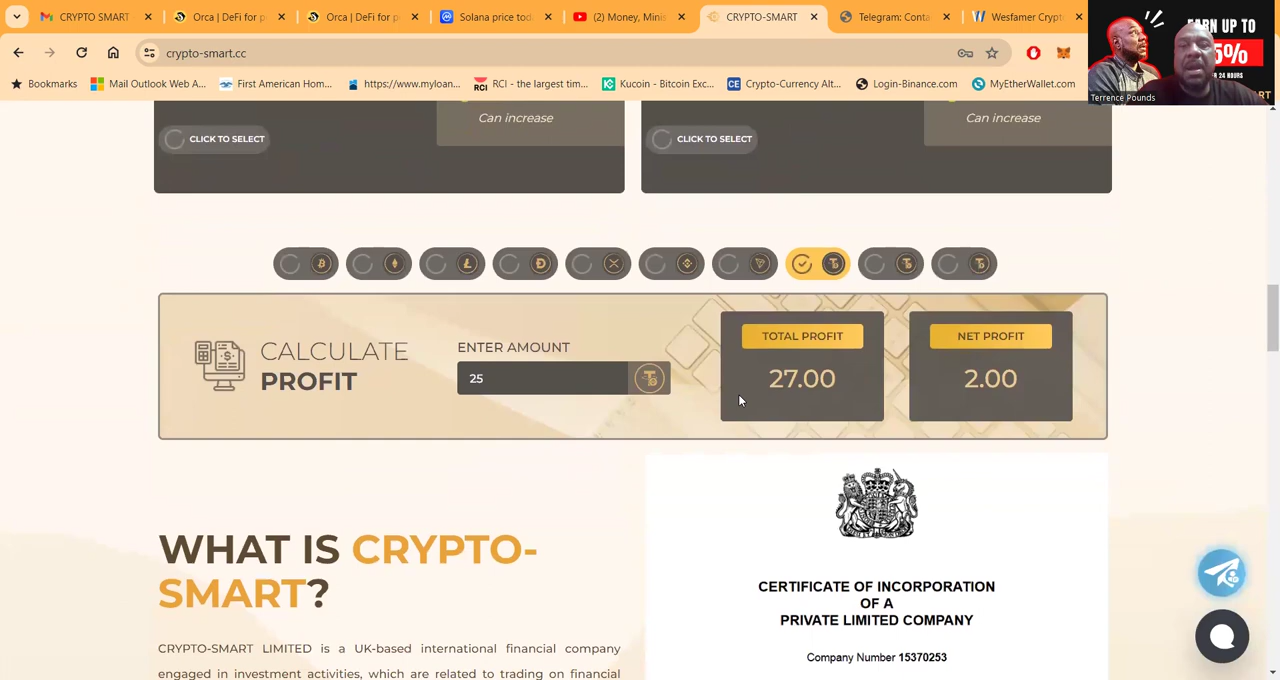 CRYPTO SMART
Orca | DeFi for p
Orca | DeFi for p
Solana price tod
(2) Money, Minis
CRYPTO-SMART
Telegram: Conta
Wesfamer Crypt
crypto-smart.cc
Bookmarks
Mail Outlook Web A...
First American Hom...
https://www.myloan...
RCI - the largest tim...
Kucoin - Bitcoin Exc...
Crypto-Currency Alt...
Login-Binance.com
MyEtherWallet.com
EARN UP TO
5%
24 HOURS
Terrence Pounds
Can increase
Can increase
CLICK TO SELECT
CLICK TO SELECT
CALCULATE
PROFIT
ENTER AMOUNT
25
TOTAL PROFIT
27.00
NET PROFIT
2.00
WHAT IS CRYPTO-
SMART?
CRYPTO-SMART LIMITED is a UK-based international financial company
engaged in investment activities, which are related to trading on financial
CERTIFICATE OF INCORPORATION
OF A
PRIVATE LIMITED COMPANY
Company Number 15370253